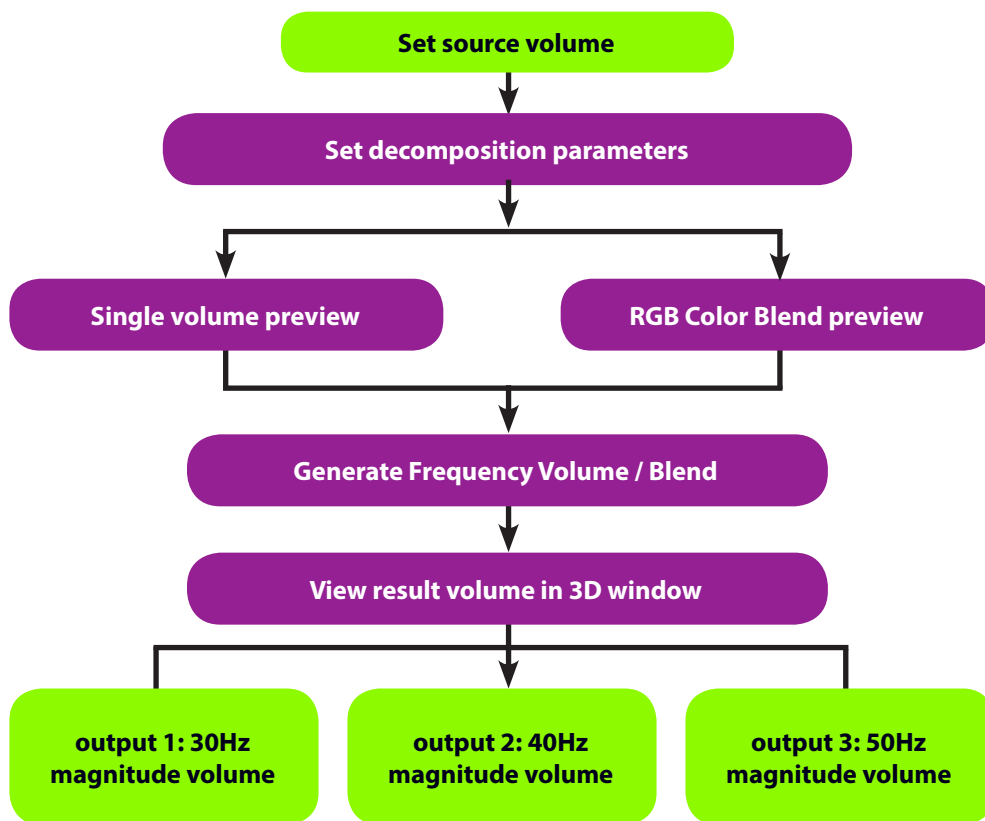 Set source volume
Set decomposition parameters
Single volume preview
RGB Color Blend preview
Generate Frequency Volume / Blend
View result volume in 3D window
output 1: 30Hz
magnitude volume
output 2: 40Hz
magnitude volume
output 3: 50Hz
magnitude volume